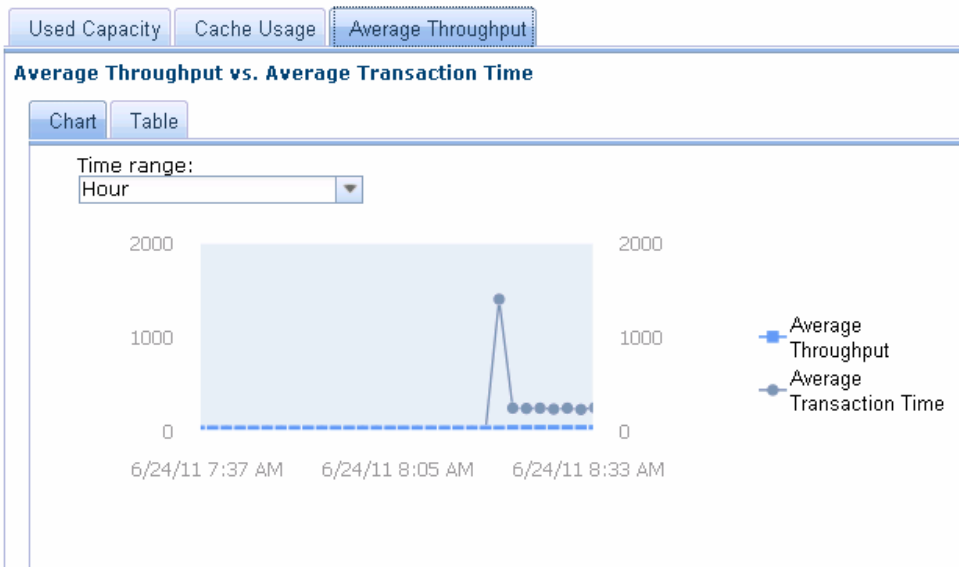 Used Capacity Cache Usage Average Throughput
Average Throughput vs. Average Transaction Time
Chart Table
Time range:
Hour
2000 2000
1000 1000
0 0
6/24/11 7:37 AM 6/24/11 8:05 AM 6/24/11 8:33 AM
Average
Throughput
Average
Transaction Time